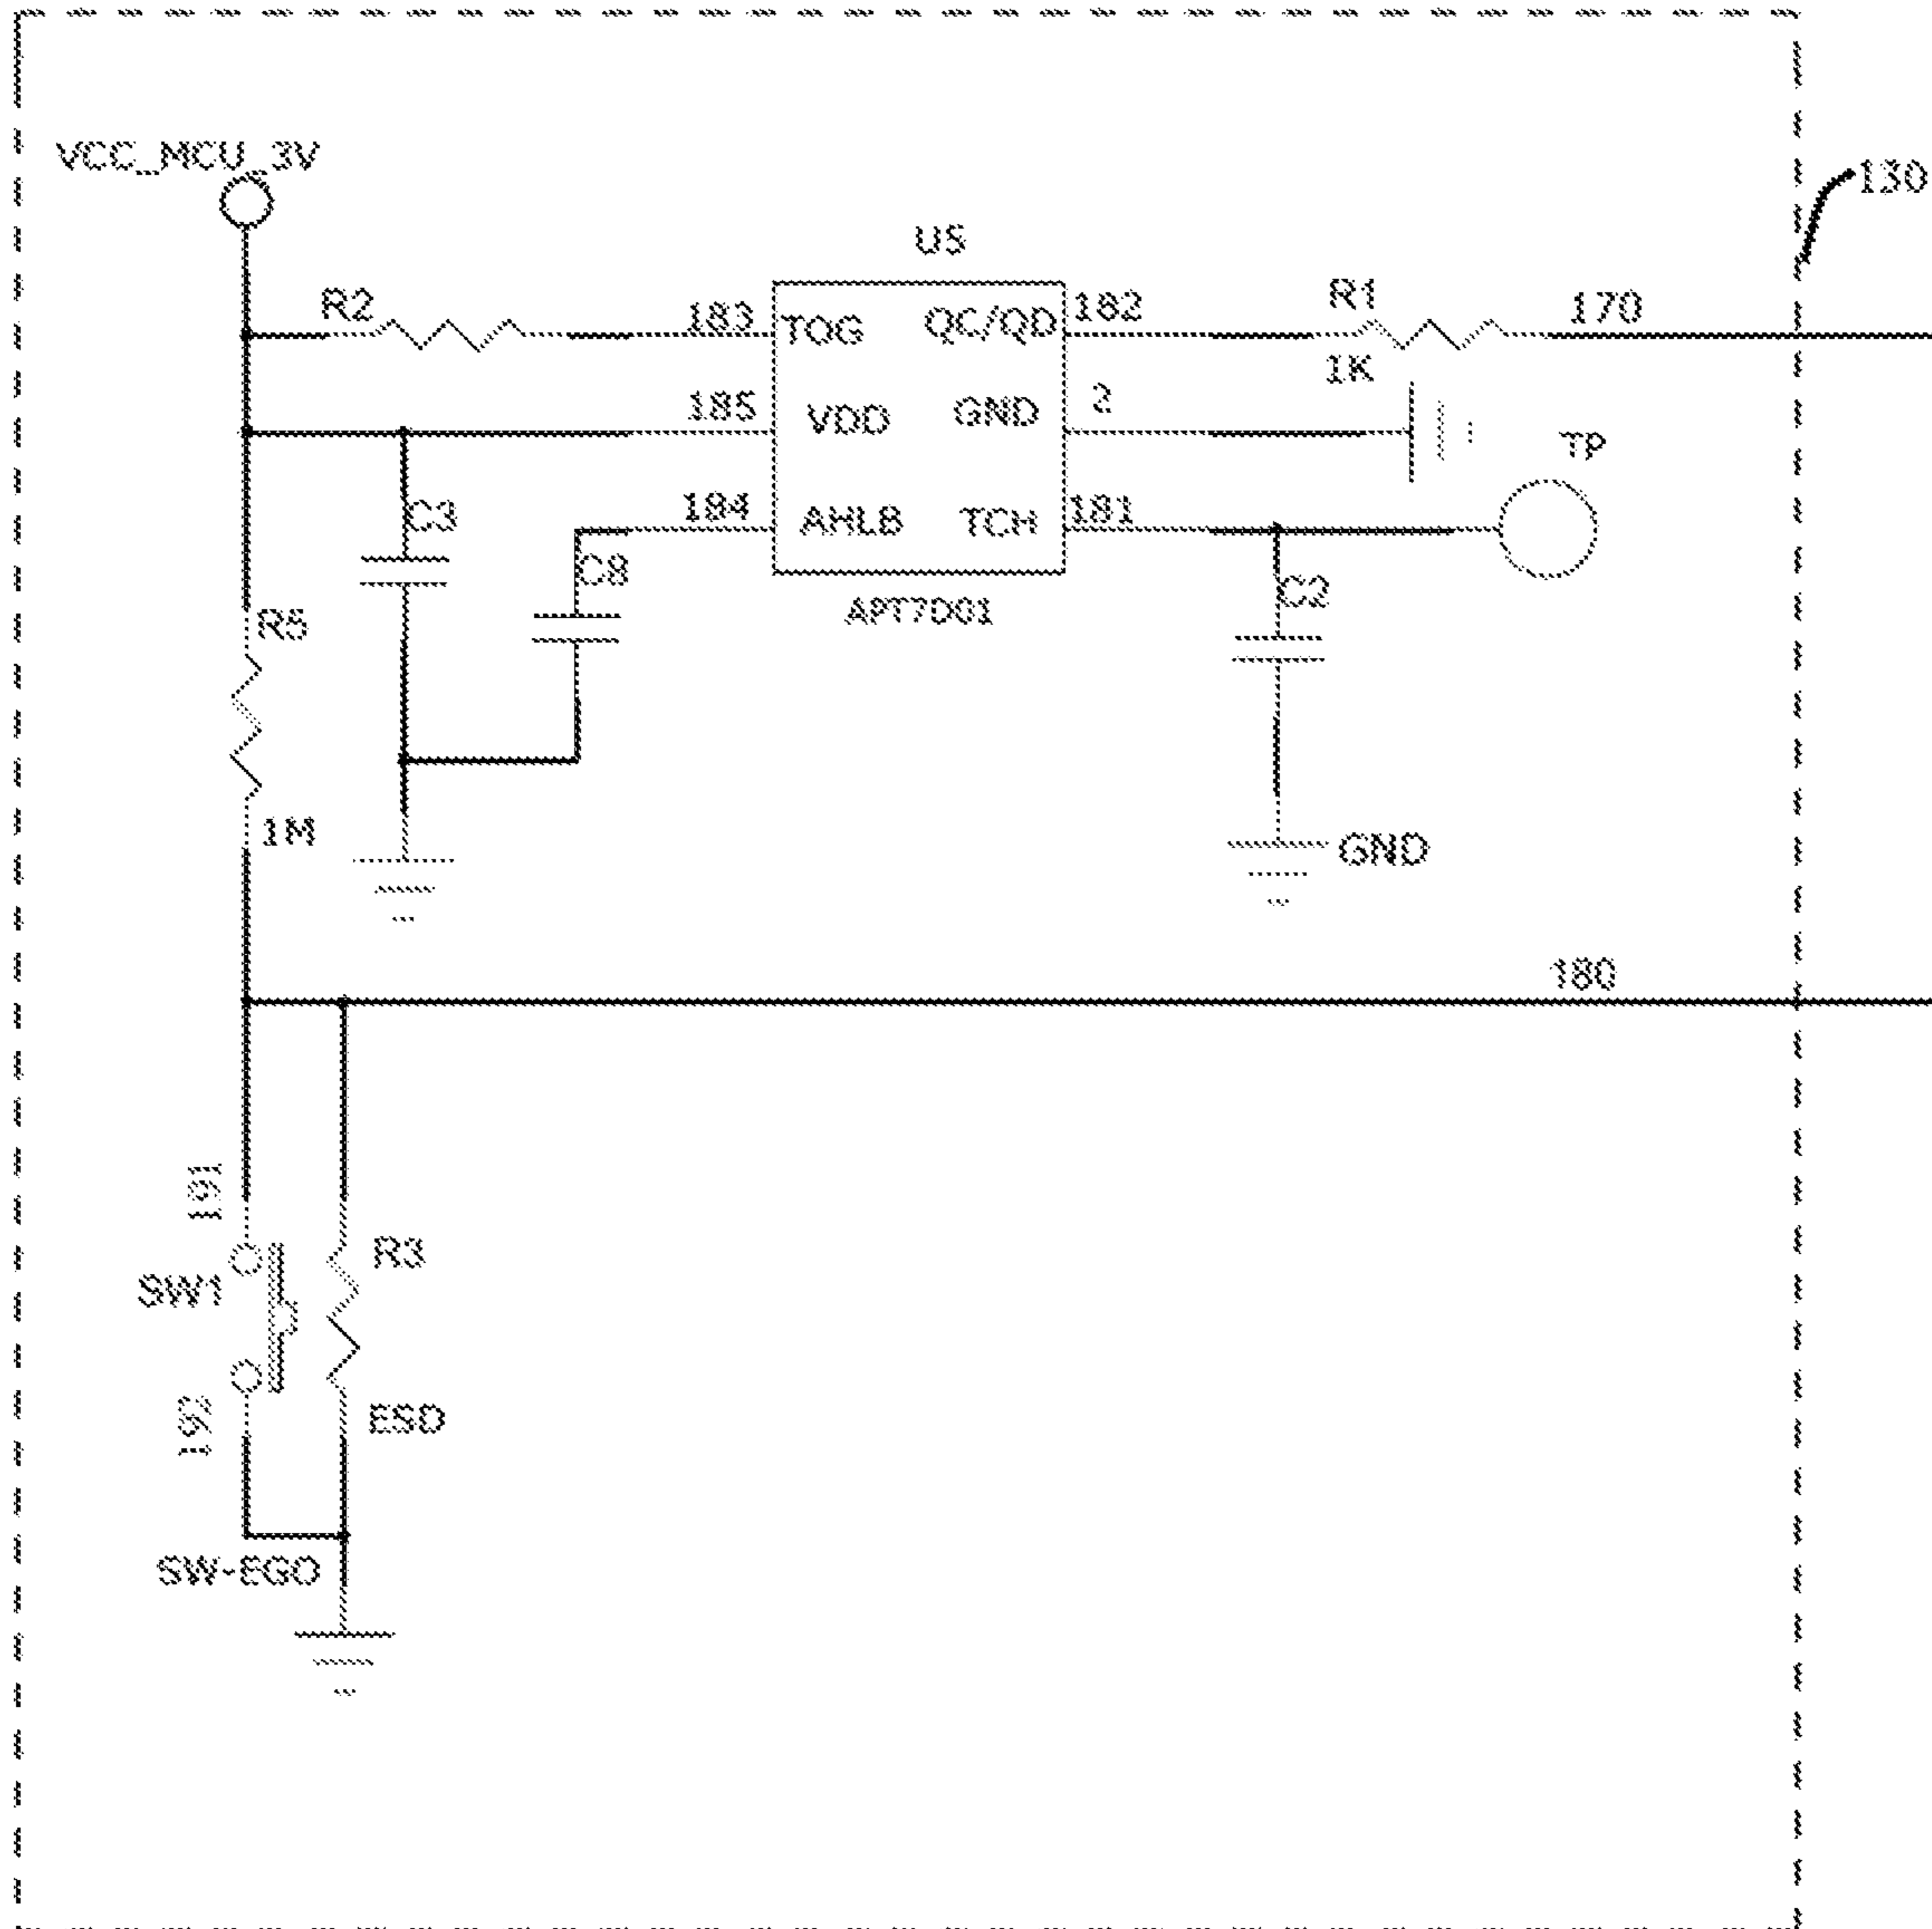 VCC_MCU_3V
130
U5
R2
183
TOG
QC/QD
182
R1
170
1K
185
VDD
GND
2
TP
C3
184
AHLB
TCH
181
C8
C2
APT7D01
R5
1M
GND
180
191
SW1
R3
192
ESD
SW-EGO